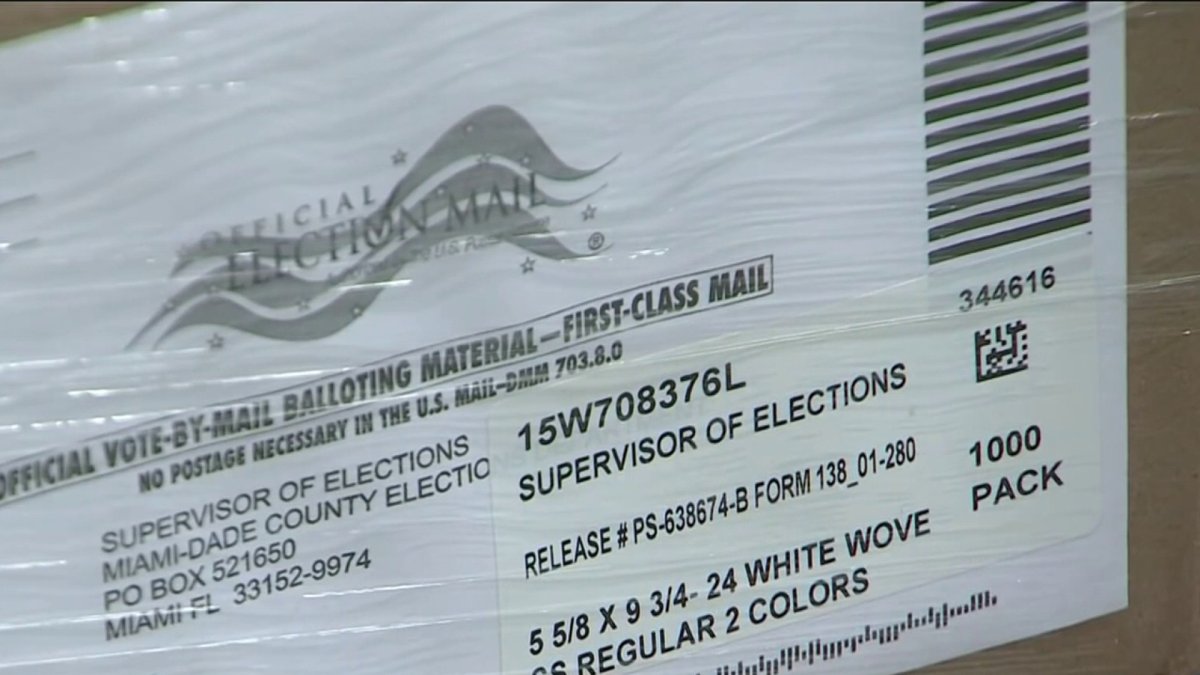 OFFICIAL
ELECTION MAIL
®
OFFICIAL VOTE-BY-MAIL BALLOTING MATERIAL—FIRST-CLASS MAIL
NO POSTAGE NECESSARY IN THE U.S. MAIL—DMM 703.8.0
SUPERVISOR OF ELECTIONS
MIAMI-DADE COUNTY ELECTIO
PO BOX 521650
MIAMI FL 33152-9974
344616
15W708376L
SUPERVISOR OF ELECTIONS
RELEASE # PS-638674-B FORM 138_01-280
1000
PACK
5 5/8 X 9 3/4- 24 WHITE WOVE
REGULAR 2 COLORS